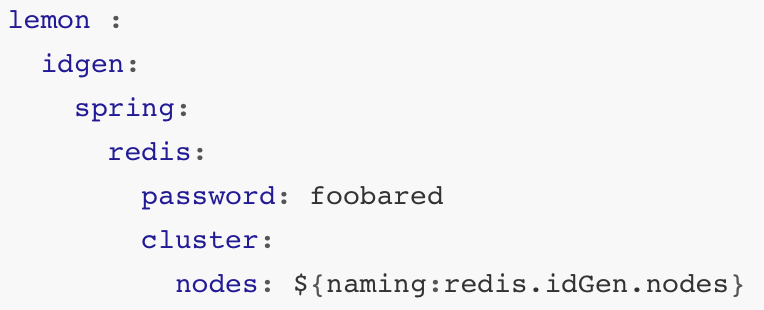 lemon :
  idgen:
    spring:
      redis:
        password: foobared
        cluster:
          nodes: ${naming:redis.idGen.nodes}